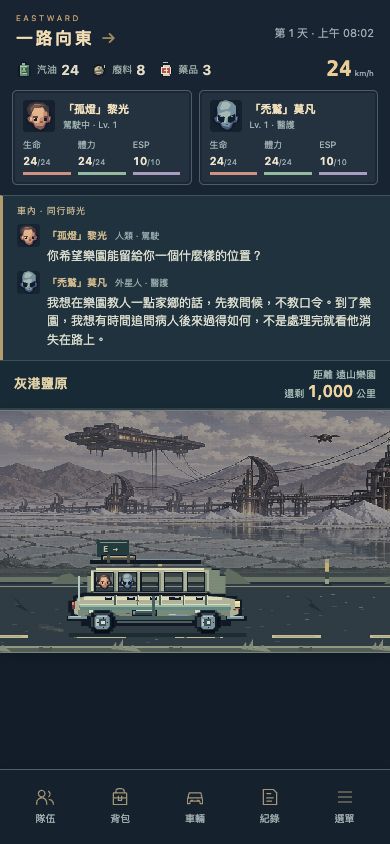 EASTWARD
一路向東 →
第 1 天 · 上午 08:02
汽油 24 廢料 8 藥品 3
24 km/h
「孤燈」黎光
駕駛中 · Lv. 1
生命 體力 ESP
24/24 24/24 10/10
「禿鷲」莫凡
Lv. 1 · 醫護
生命 體力 ESP
24/24 24/24 10/10
車內 · 同行時光
「孤燈」黎光 人類 · 駕駛
你希望樂園能留給你一個什麼樣的位置？
「禿鷲」莫凡 外星人 · 醫護
我想在樂園教人一點家鄉的話，先教問候，不教口令。到了樂
園，我想有時間追問病人後來過得如何，不是處理完就看他消
失在路上。
灰港鹽原
距離 遠山樂園
還剩 1,000 公里
E →
隊伍 背包 車輛 紀錄 選單